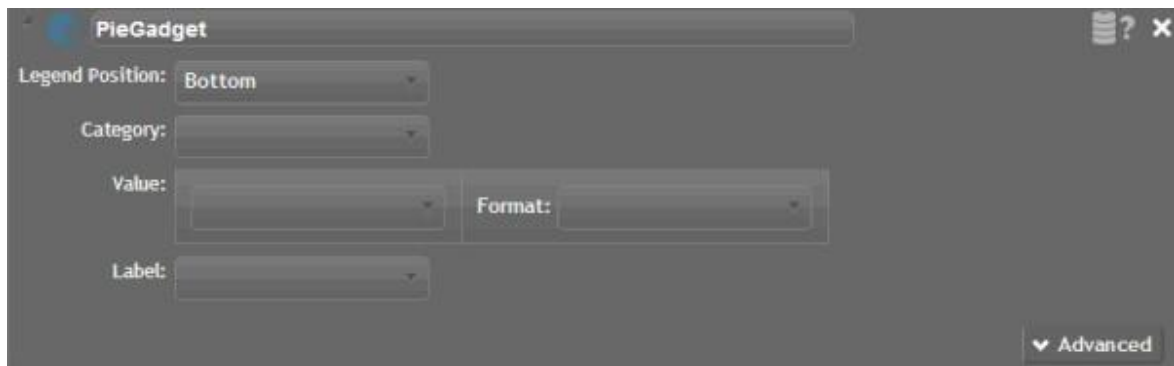 PieGadget
?
Legend Position: Bottom
Category:
Value: Format:
Label:
Advanced